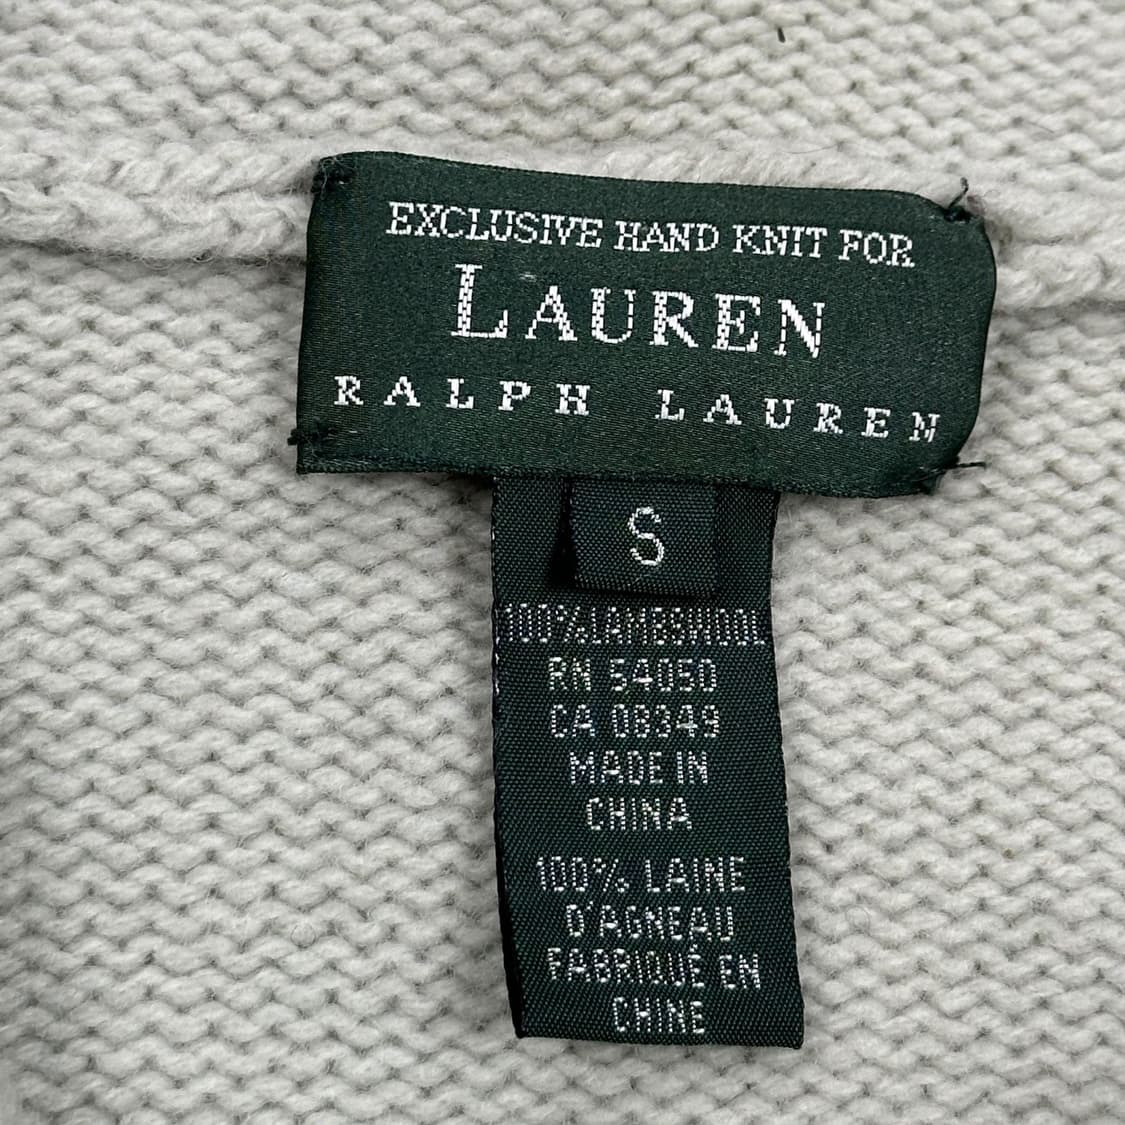 EXCLUSIVE HAND KNIT FOR
LAUREN
RALPH LAUREN
S
100% LAMBSWOOL
RN 54050
CA 08349
MADE IN
CHINA
100% LAINE
D'AGNEAU
FABRIQUÉ EN
CHINE